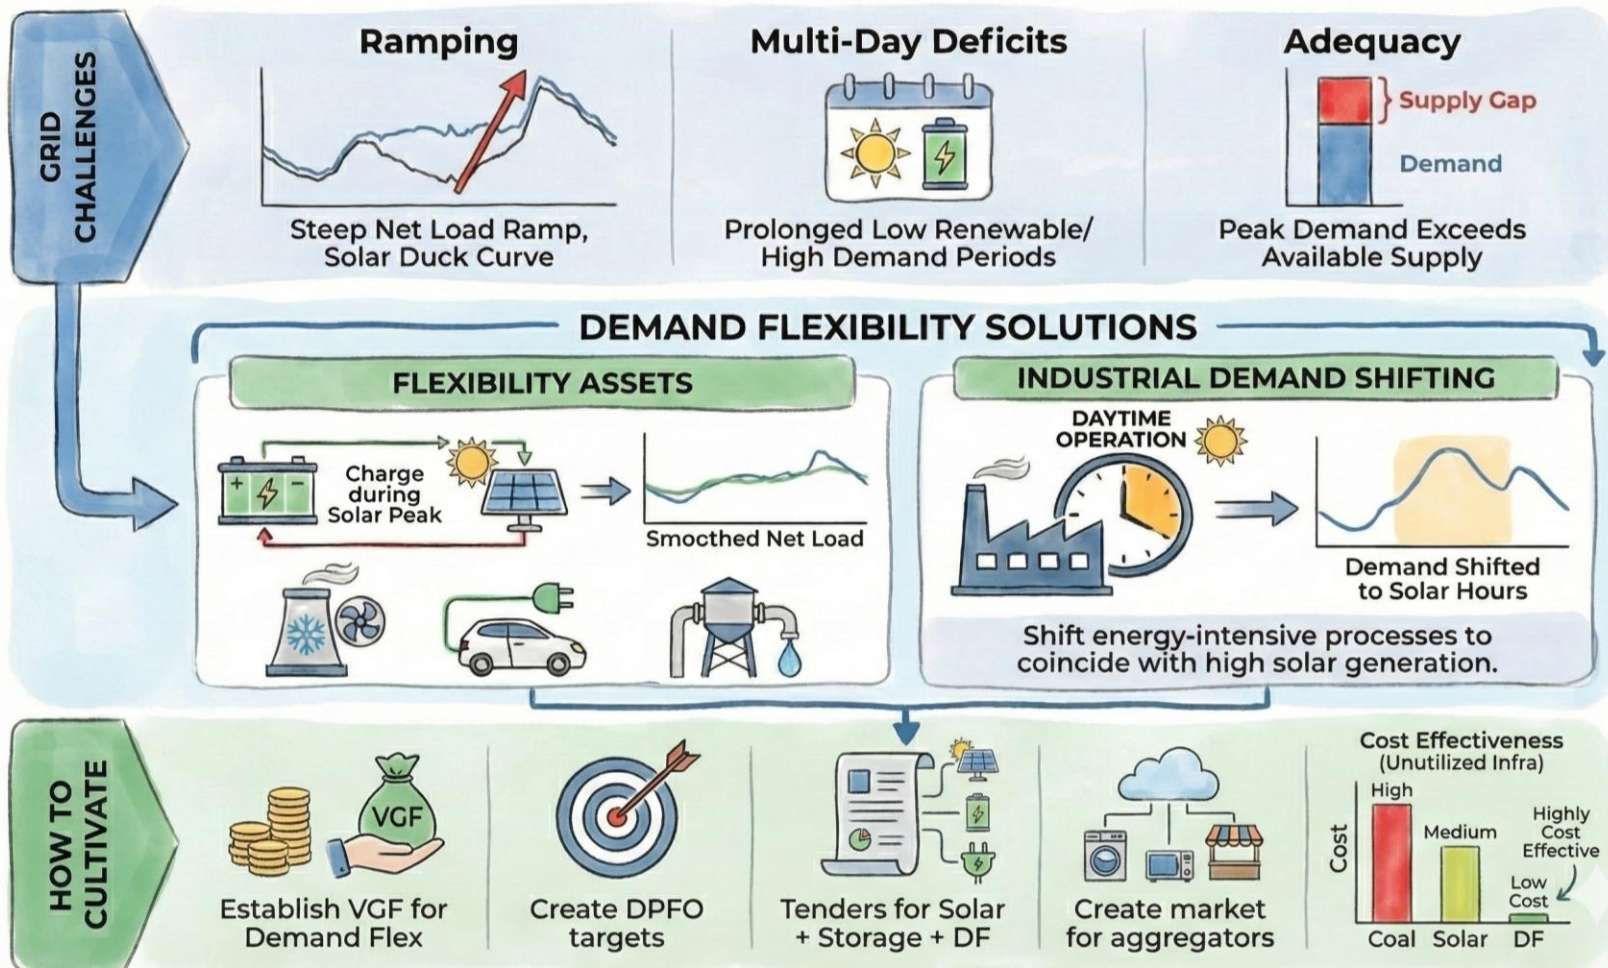 GRID
CHALLENGES
Ramping
Steep Net Load Ramp,
Solar Duck Curve
Multi-Day Deficits
Prolonged Low Renewable/
High Demand Periods
Adequacy
Supply Gap
Demand
Peak Demand Exceeds
Available Supply
DEMAND FLEXIBILITY SOLUTIONS
FLEXIBILITY ASSETS
+ -
Charge
during
Solar Peak
Smocthed Net Load
INDUSTRIAL DEMAND SHIFTING
DAYTIME
OPERATION
Demand Shifted
to Solar Hours
Shift energy-intensive processes to
coincide with high solar generation.
HOW TO
CULTIVATE
VGF
Establish VGF for
Demand Flex
Create DPFO
targets
Tenders for Solar
+ Storage + DF
Create market
for aggregators
Cost Effectiveness
(Unutilized Infra)
Cost
High
Medium
Highly
Cost
Effective
Low
Cost
Coal Solar DF